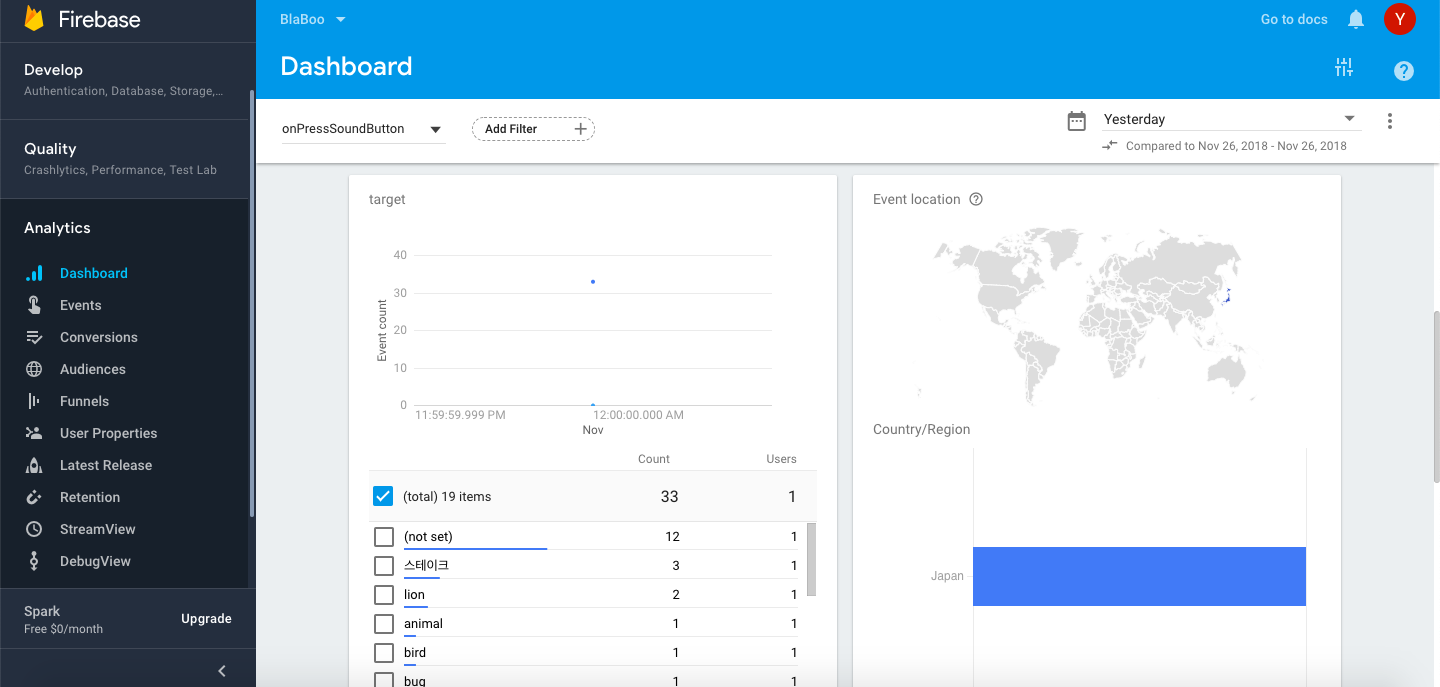 Firebase
Develop
Authentication, Database, Storage,...
Quality
Crashlytics, Performance, Test Lab
Analytics
Dashboard
Events
Conversions
Audiences
Funnels
User Properties
Latest Release
Retention
StreamView
DebugView
Spark
Free $0/month
Upgrade
BlaBoo
Go to docs
Y
Dashboard
?
onPressSoundButton
Add Filter
Yesterday
Compared to Nov 26, 2018 - Nov 26, 2018
target
40
30
20
10
0
Event count
11:59:59.999 PM 12:00:00.000 AM
Nov
Count Users
(total) 19 items 33 1
(not set) 12 1
스테이크 3 1
lion 2 1
animal 1 1
bird 1 1
bug 1 1
Event location ?
Country/Region
Japan